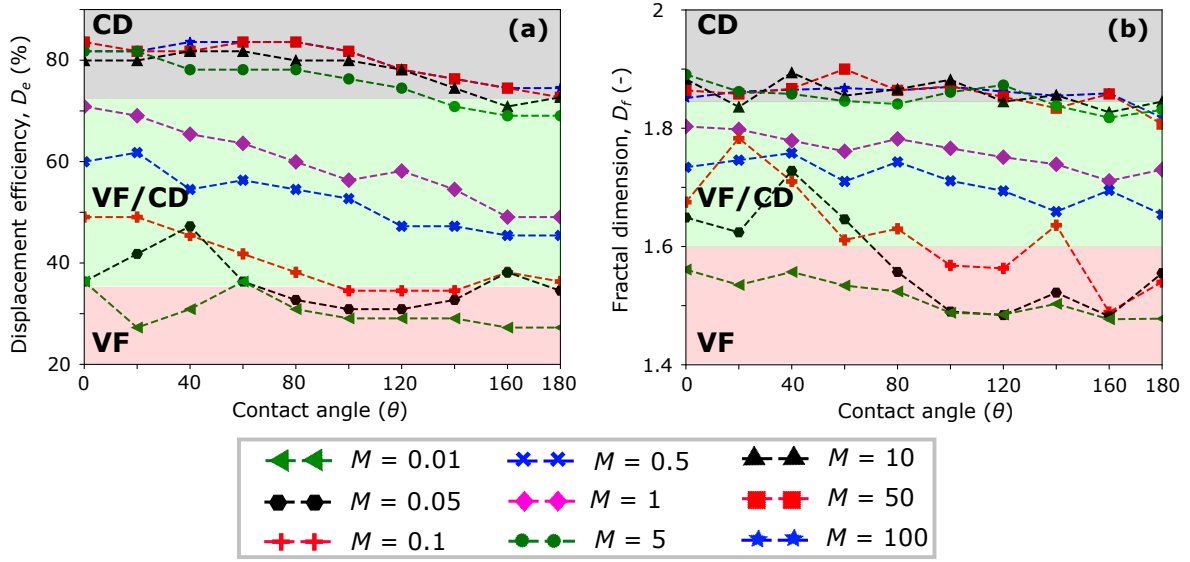 CD
(a)
VF/CD
VF
80
60
40
20
0
20
40
60
80
100
120
140
160
180
Displacement efficiency, Dₑ (%)
Contact angle (θ)
CD
(b)
VF/CD
VF
2
1.8
1.6
1.4
0
20
40
60
80
100
120
140
160
180
Fractal dimension, D_f (-)
Contact angle (θ)
M = 0.01
M = 0.05
M = 0.1
M = 0.5
M = 1
M = 5
M = 10
M = 50
M = 100